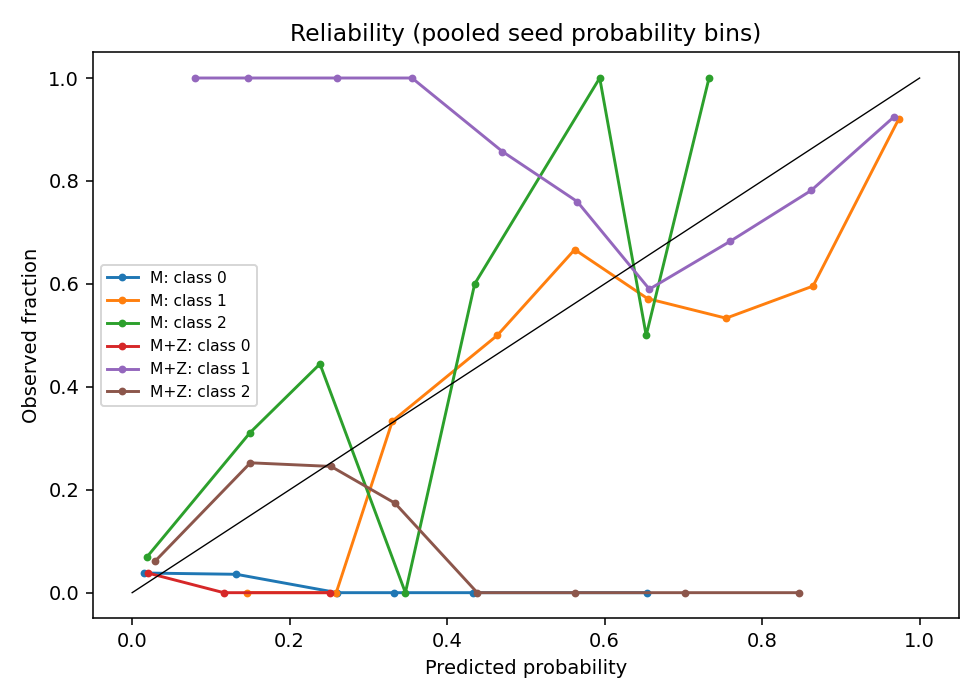 Reliability (pooled seed probability bins)
Observed fraction
1.0
0.8
0.6
0.4
0.2
0.0
M: class 0
M: class 1
M: class 2
M+Z: class 0
M+Z: class 1
M+Z: class 2
0.0 0.2 0.4 0.6 0.8 1.0
Predicted probability